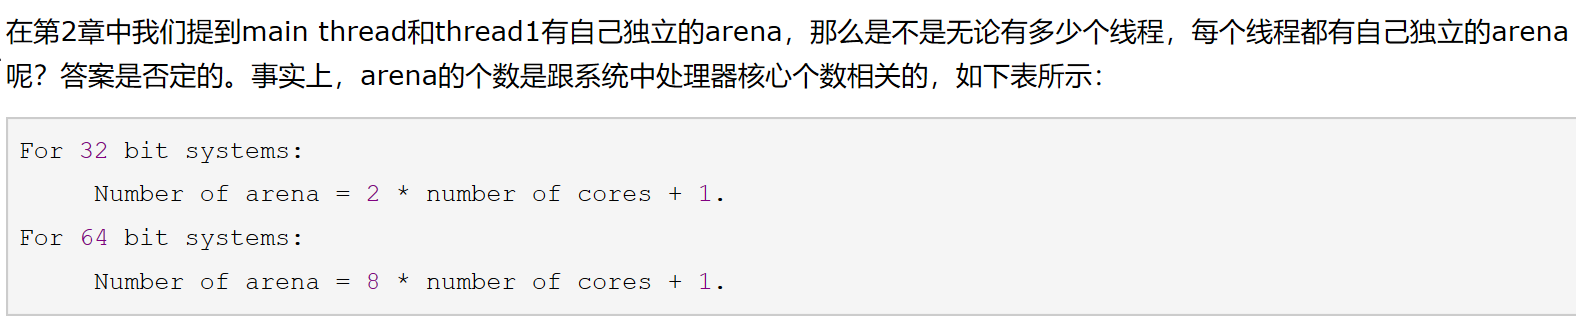 在第2章中我们提到main thread和thread1有自己独立的arena，那么是不是无论有多少个线程，每个线程都有自己独立的arena
呢？答案是否定的。事实上，arena的个数是跟系统中处理器核心个数相关的，如下表所示：
For 32 bit systems:
     Number of arena = 2 * number of cores + 1.
For 64 bit systems:
     Number of arena = 8 * number of cores + 1.